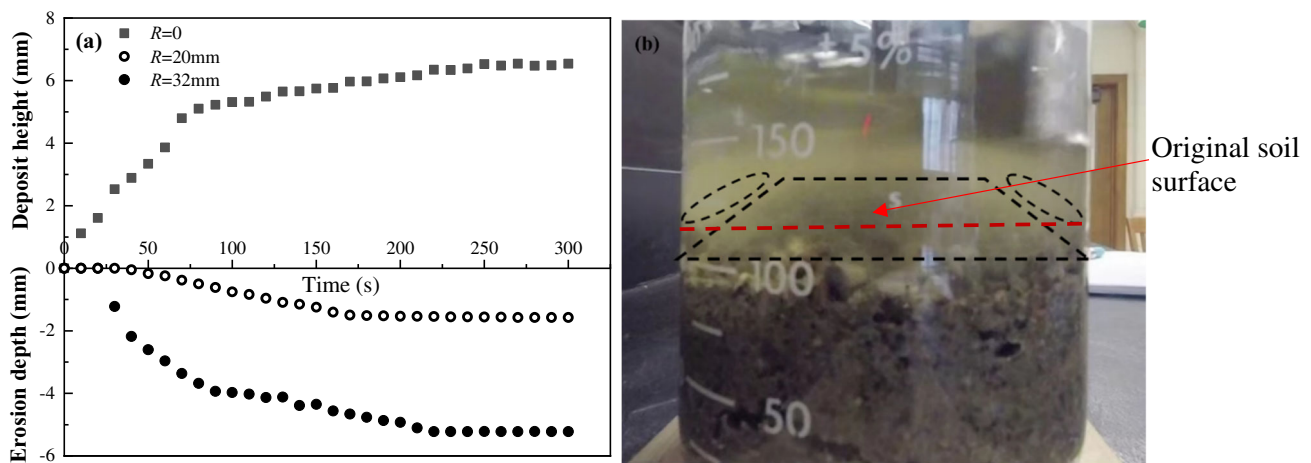 (a)
R=0
R=20mm
R=32mm
Deposit height (mm)
8
6
4
2
0
0
50
100
150
200
250
300
Time (s)
Erosion depth (mm)
0
-2
-4
-6
(b)
± 5%
150
100
50
s
Original soil
surface